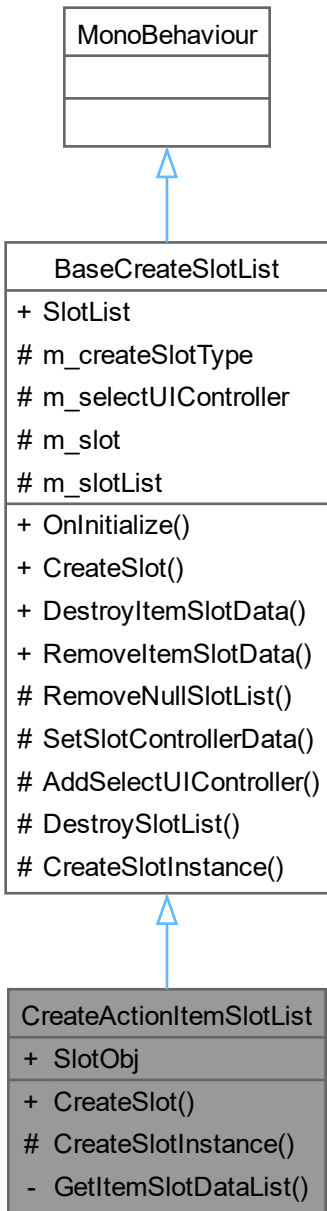 MonoBehaviour
BaseCreateSlotList
+ SlotList
# m_createSlotType
# m_selectUIController
# m_slot
# m_slotList
+ OnInitialize()
+ CreateSlot()
+ DestroyItemSlotData()
+ RemoveItemSlotData()
# RemoveNullSlotList()
# SetSlotControllerData()
# AddSelectUIController()
# DestroySlotList()
# CreateSlotInstance()
CreateActionItemSlotList
+ SlotObj
+ CreateSlot()
# CreateSlotInstance()
- GetItemSlotDataList()